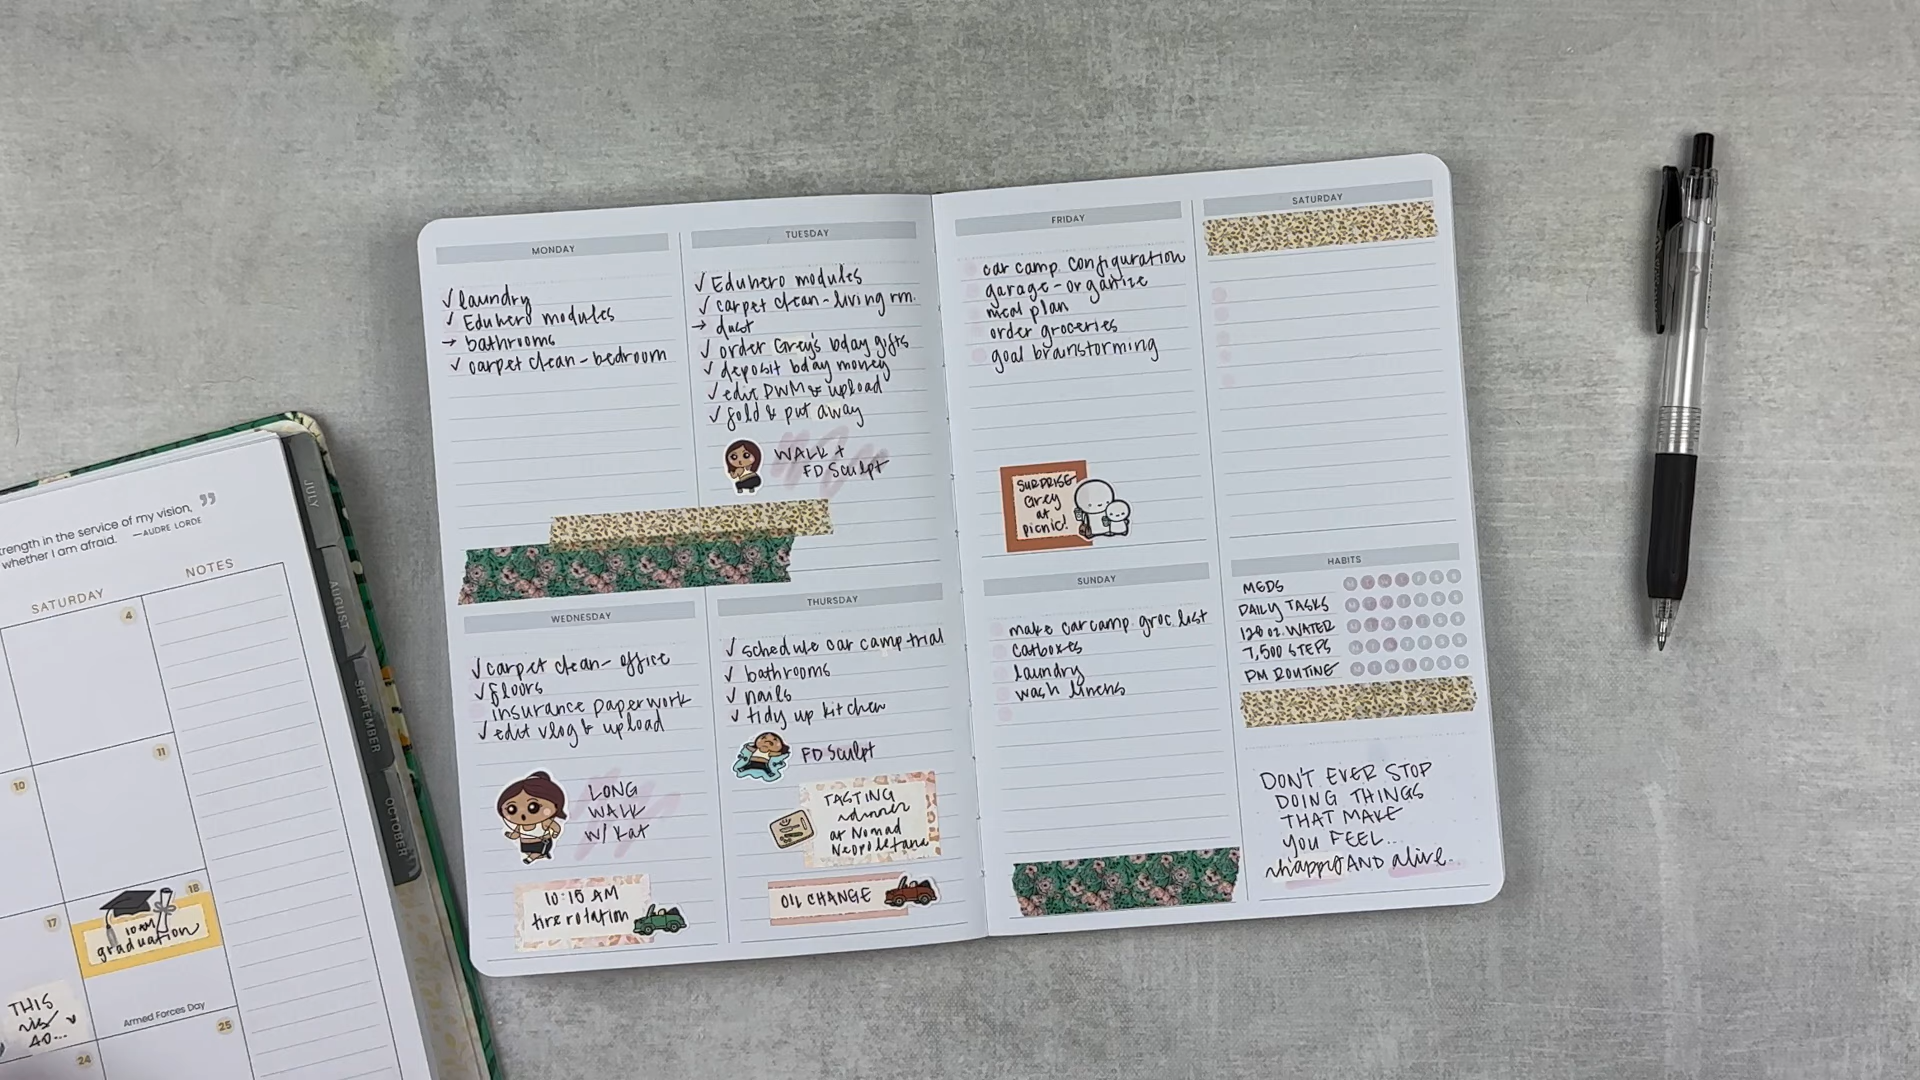 strength in the service of my vision, ”
whether I am afraid. —AUDRE LORDE
SATURDAY
NOTES
4
10
11
17
18
10 AM
graduation
THIS
40...
Armed Forces Day
24
25
JULY
AUGUST
SEPTEMBER
OCTOBER
MONDAY
✓ laundry
✓ Eduhero modules
→ bathrooms
✓ carpet clean - bedroom
TUESDAY
✓ Eduhero modules
✓ carpet clean - living rm.
→ dust
✓ order Grey's bday gifts
✓ deposit bday money
✓ edit DWM & upload
✓ fold & put away
WALK +
FD Sculpt
WEDNESDAY
✓ carpet clean - office
✓ floors
insurance paperwork
✓ edit vlog & upload
LONG
WALK
w/ Kat
10:15 AM
tire rotation
THURSDAY
✓ schedule car camp trial
✓ bathrooms
✓ nails
✓ tidy up kitchen
FD Sculpt
TASTING
dinner
at Nomad
Neopoletana
OIL CHANGE
FRIDAY
car camp. configuration
garage - organize
meal plan
order groceries
goal brainstorming
SURPRISE
Grey
at
picnic!
SATURDAY
SUNDAY
make car camp. groc. list
catboxes
laundry
wash linens
HABITS
MEDS M T W T F S S
DAILY TASKS M T W T F S S
128 oz. WATER M T W T F S S
7,500 STEPS M T W T F S S
PM ROUTINE M T W T F S S
DON'T EVER STOP
DOING THINGS
THAT MAKE
YOU FEEL...
happy AND alive.